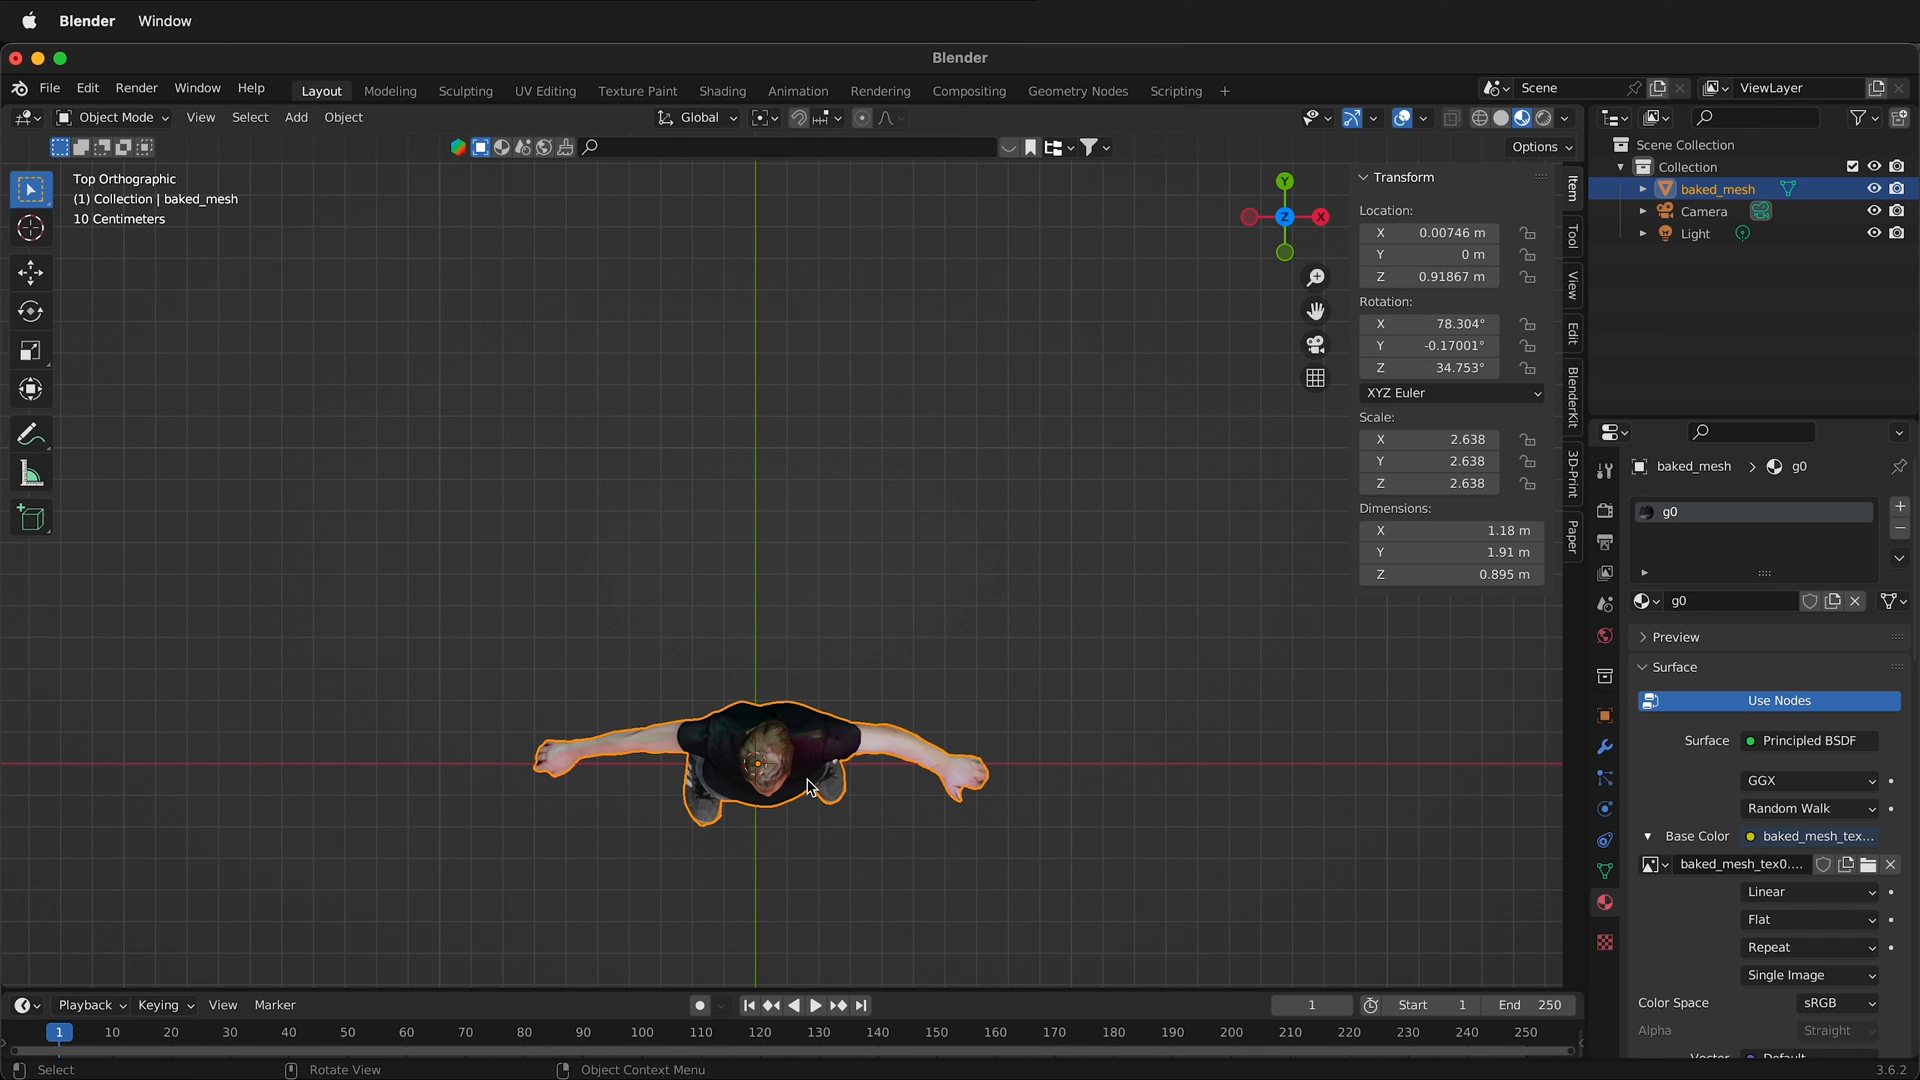 Blender Window
Blender
File Edit Render Window Help Layout Modeling Sculpting UV Editing Texture Paint Shading Animation Rendering Compositing Geometry Nodes Scripting + Scene ViewLayer
Object Mode View Select Add Object Global
Options
Top Orthographic
(1) Collection | baked_mesh
10 Centimeters
Y
X
Z
Transform
Location:
X 0.00746 m
Y 0 m
Z 0.91867 m
Rotation:
X 78.304°
Y -0.17001°
Z 34.753°
XYZ Euler
Scale:
X 2.638
Y 2.638
Z 2.638
Dimensions:
X 1.18 m
Y 1.91 m
Z 0.895 m
Item
Tool
View
Edit
BlenderKit
3D-Print
Paper
Scene Collection
Collection
baked_mesh
Camera
Light
baked_mesh > g0
g0
g0
Preview
Surface
Use Nodes
Surface Principled BSDF
GGX
Random Walk
Base Color baked_mesh_tex...
baked_mesh_tex0....
Linear
Flat
Repeat
Single Image
Color Space sRGB
Alpha Straight
Playback Keying View Marker 1 Start 1 End 250
1 10 20 30 40 50 60 70 80 90 100 110 120 130 140 150 160 170 180 190 200 210 220 230 240 250
Select Rotate View Object Context Menu 3.6.2